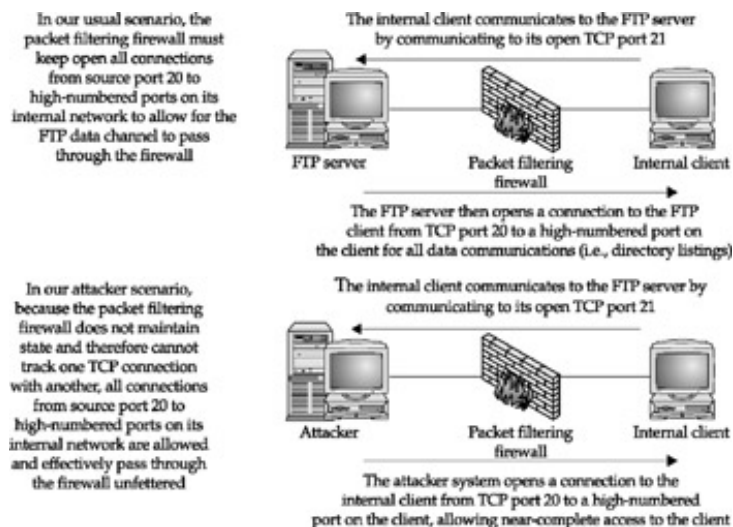 In our usual scenario, the
packet filtering firewall must
keep open all connections
from source port 20 to
high-numbered ports on its
internal network to allow for the
FTP data channel to pass
through the firewall
The internal client communicates to the FTP server
by communicating to its open TCP port 21
FTP server
Packet filtering
firewall
Internal client
The FTP server then opens a connection to the FTP
client from TCP port 20 to a high-numbered port on
the client for all data communications (i.e., directory listings)
In our attacker scenario,
because the packet filtering
firewall does not maintain
state and therefore cannot
track one TCP connection
with another, all connections
from source port 20 to
high-numbered ports on its
internal network are allowed
and effectively pass through
the firewall unfettered
The internal client communicates to the FTP server by
communicating to its open TCP port 21
Attacker
Packet filtering
firewall
Internal client
The attacker system opens a connection to the
internal client from TCP port 20 to a high-numbered
port on the client, allowing near-complete access to the client